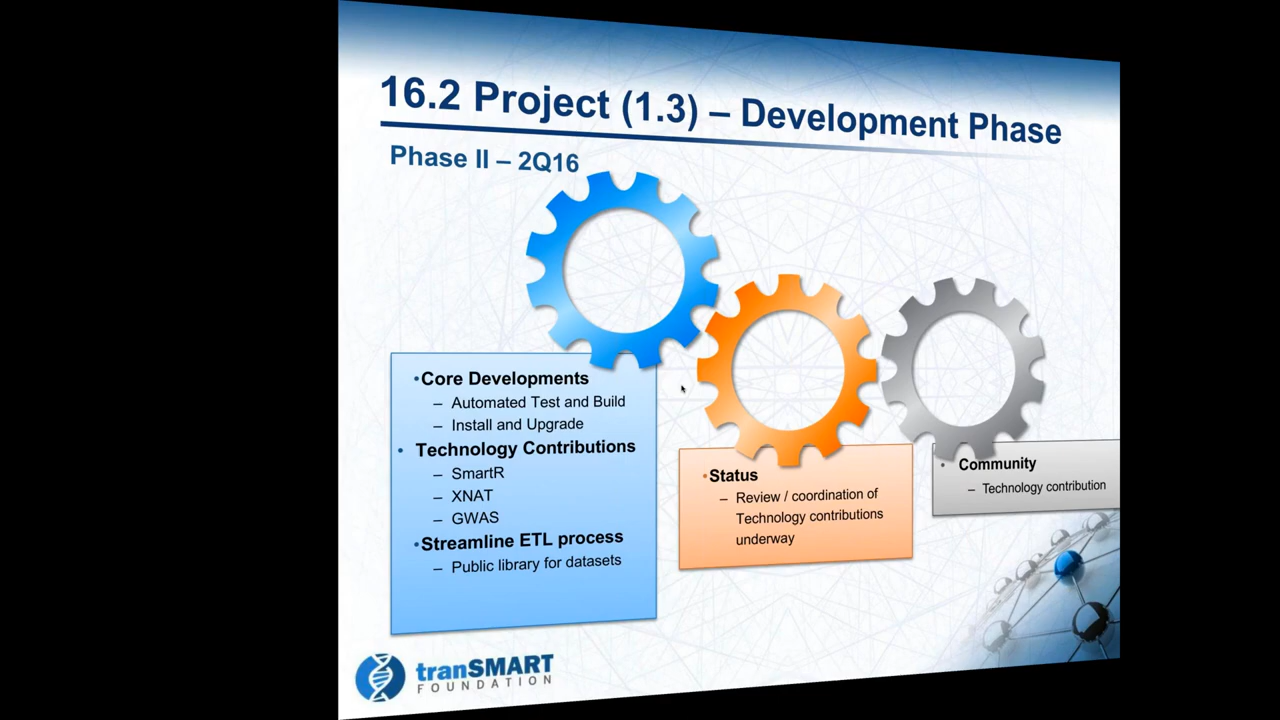 16.2 Project (1.3) – Development Phase
Phase II – 2Q16
•Core Developments
– Automated Test and Build
– Install and Upgrade
• Technology Contributions
– SmartR
– XNAT
– GWAS
•Streamline ETL process
– Public library for datasets
•Status
– Review / coordination of
Technology contributions
underway
• Community
– Technology contribution
tranSMART
FOUNDATION